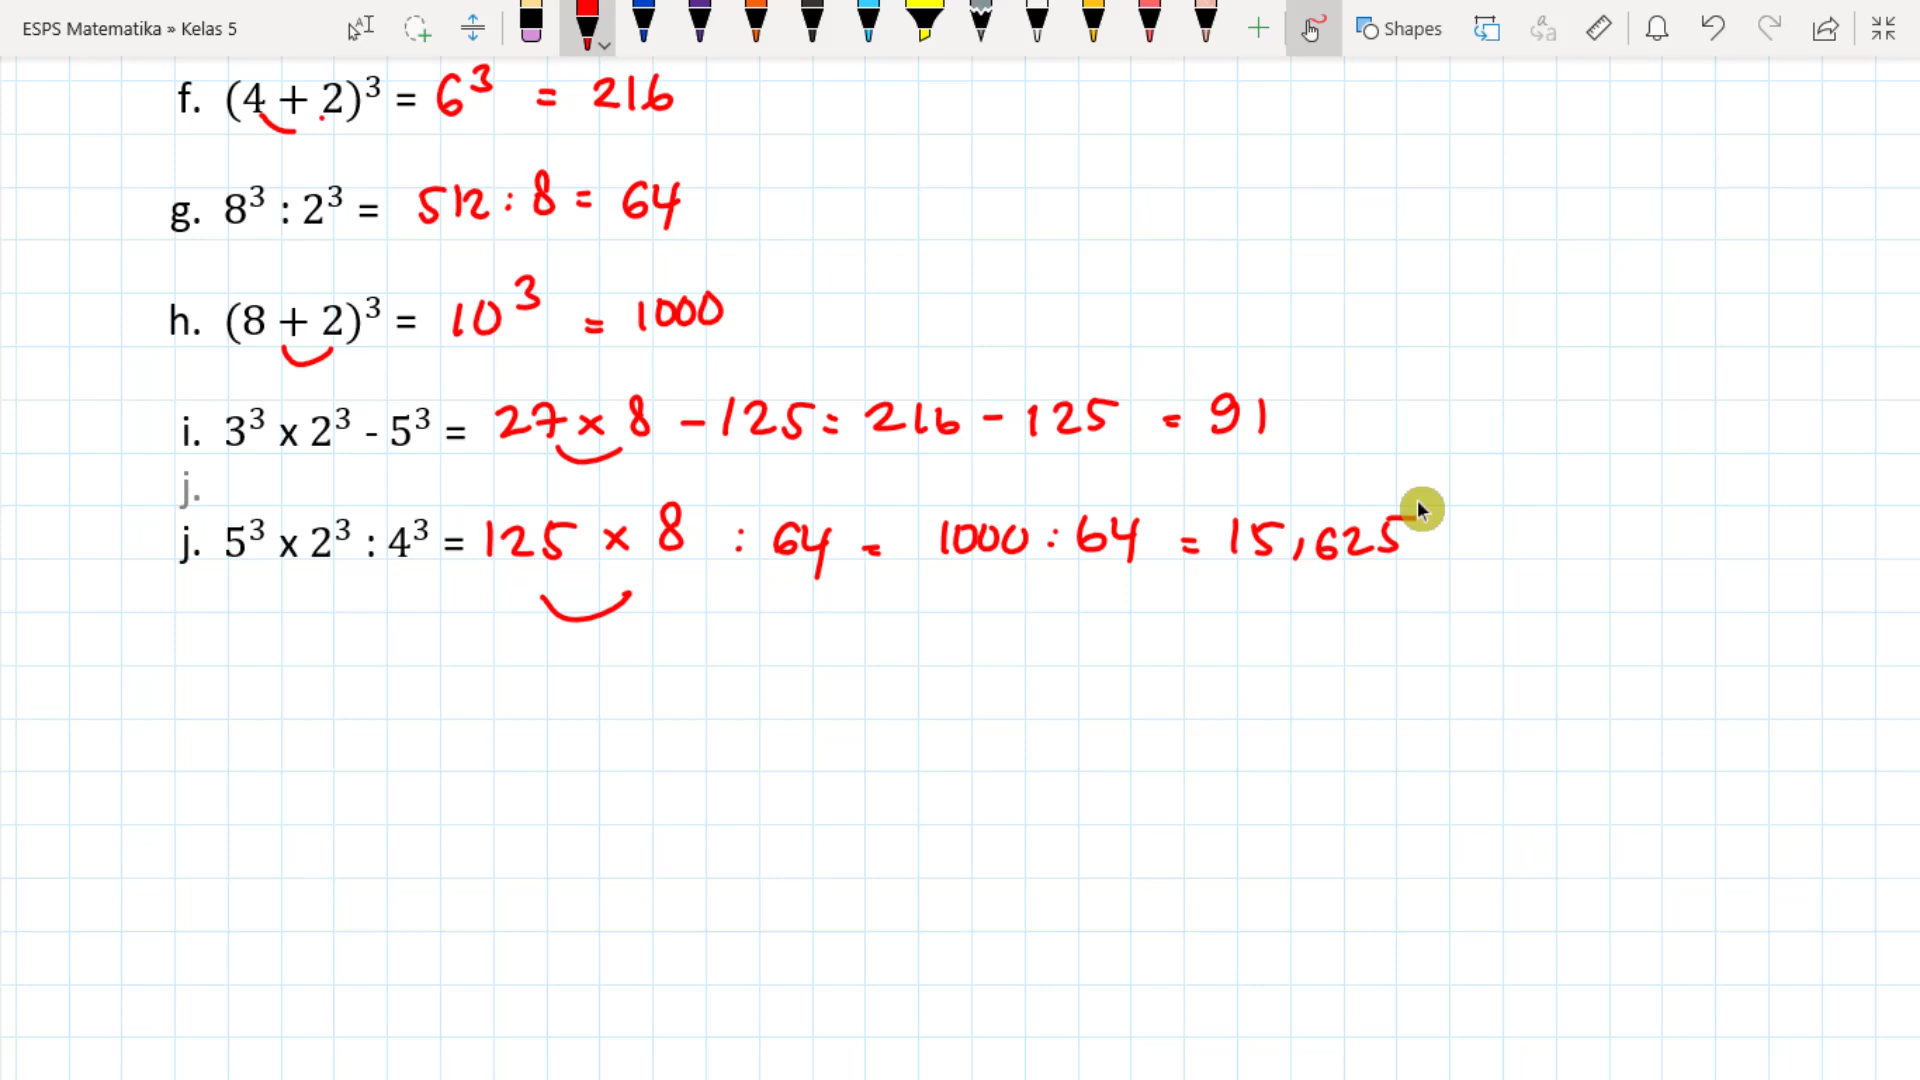 ESPS Matematika » Kelas 5
Shapes
f. (4 + 2)³ = 6³ = 216
g. 8³ : 2³ = 512 : 8 = 64
h. (8 + 2)³ = 10³ = 1000
i. 3³ x 2³ - 5³ = 27 × 8 - 125 = 216 - 125 = 91
j.
j. 5³ x 2³ : 4³ = 125 × 8 : 64 = 1000 : 64 = 15,625